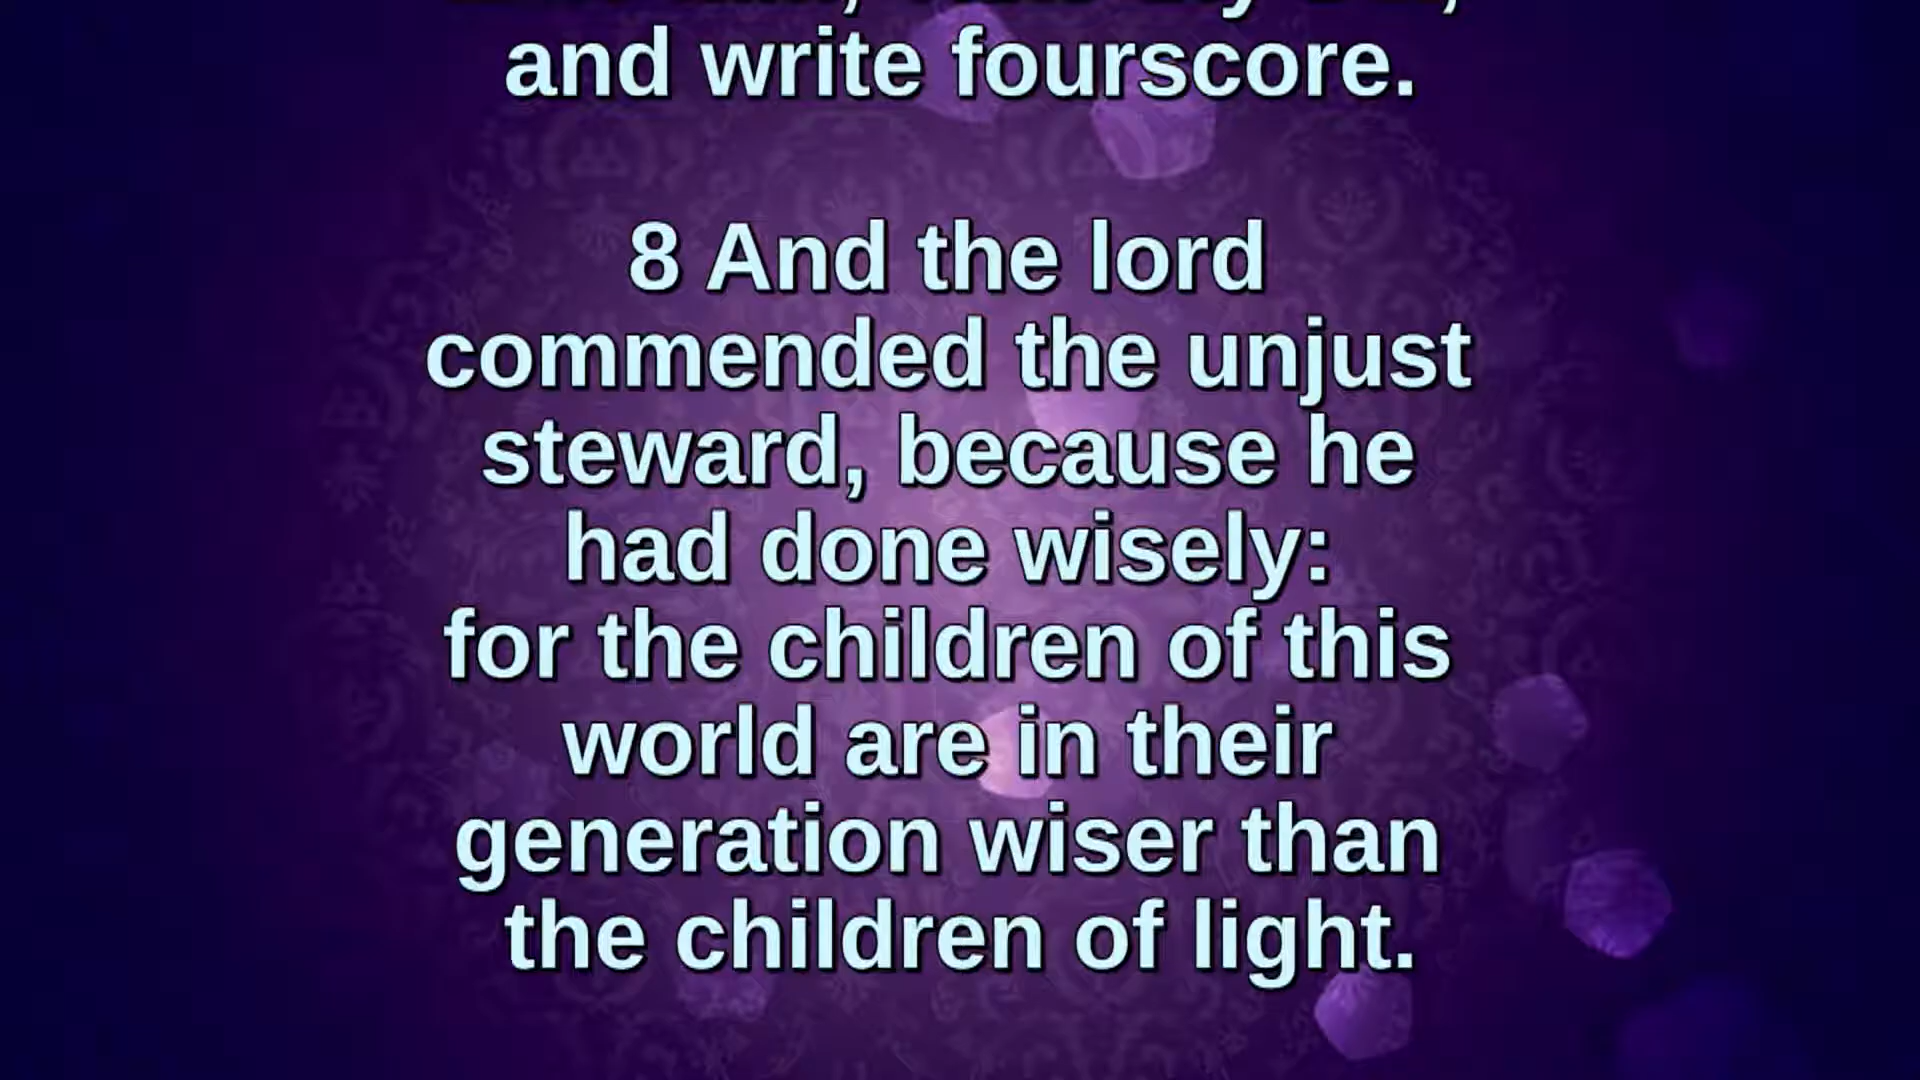 and write fourscore.
8 And the lord
commended the unjust
steward, because he
had done wisely:
for the children of this
world are in their
generation wiser than
the children of light.